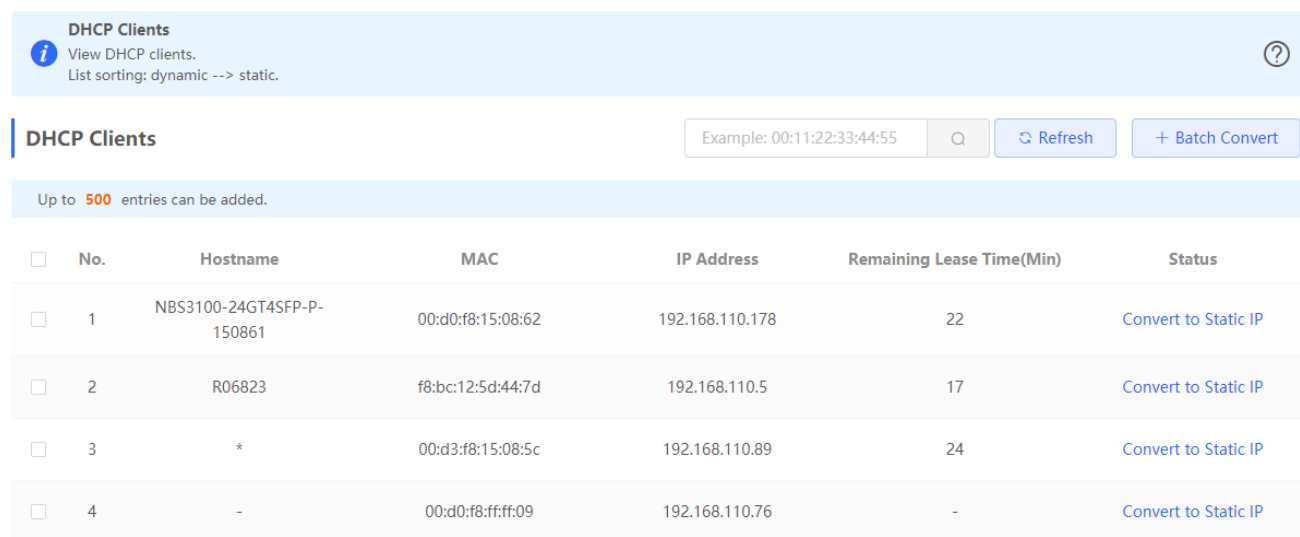 DHCP Clients
View DHCP clients.
List sorting: dynamic --> static.
DHCP Clients
Example: 00:11:22:33:44:55
Refresh
+ Batch Convert
Up to 500 entries can be added.
No. Hostname MAC IP Address Remaining Lease Time(Min) Status
1 NBS3100-24GT4SFP-P-150861 00:d0:f8:15:08:62 192.168.110.178 22 Convert to Static IP
2 R06823 f8:bc:12:5d:44:7d 192.168.110.5 17 Convert to Static IP
3 * 00:d3:f8:15:08:5c 192.168.110.89 24 Convert to Static IP
4 - 00:d0:f8:ff:ff:09 192.168.110.76 - Convert to Static IP